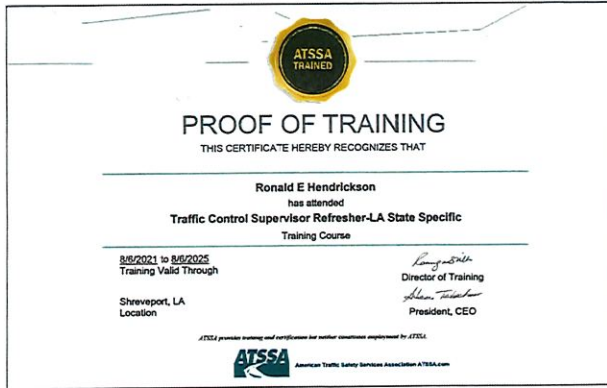 ATSSA
TRAINED
PROOF OF TRAINING
THIS CERTIFICATE HEREBY RECOGNIZES THAT
Ronald E Hendrickson
has attended
Traffic Control Supervisor Refresher-LA State Specific
Training Course
8/6/2021 to 8/6/2025
Training Valid Through
Director of Training
Shreveport, LA
Location
President, CEO
ATSSA provides training and certification but neither constitutes employment by ATSSA.
ATSSA American Traffic Safety Services Association ATSSA.com